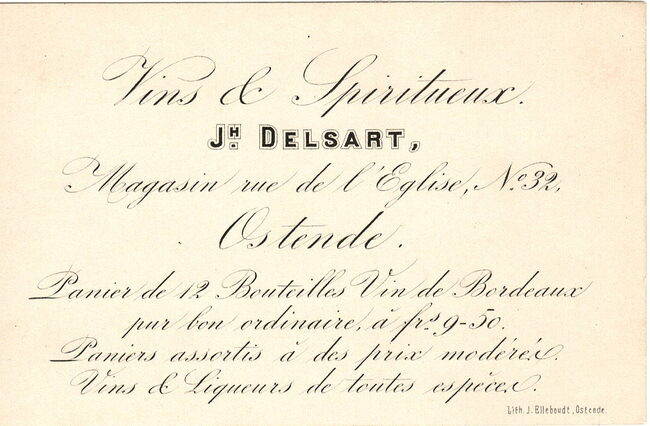 Vins & Spiritueux.
JH. DELSART,
Magasin rue de l'Eglise, No. 32,
Ostende.
Panier de 12 Bouteilles Vin de Bordeaux
pur bon ordinaire, à frs 9-50.
Paniers assortis à des prix modérés.
Vins & Liqueurs de toutes espèces.
Lith. J. Elleboudt, Ostende.